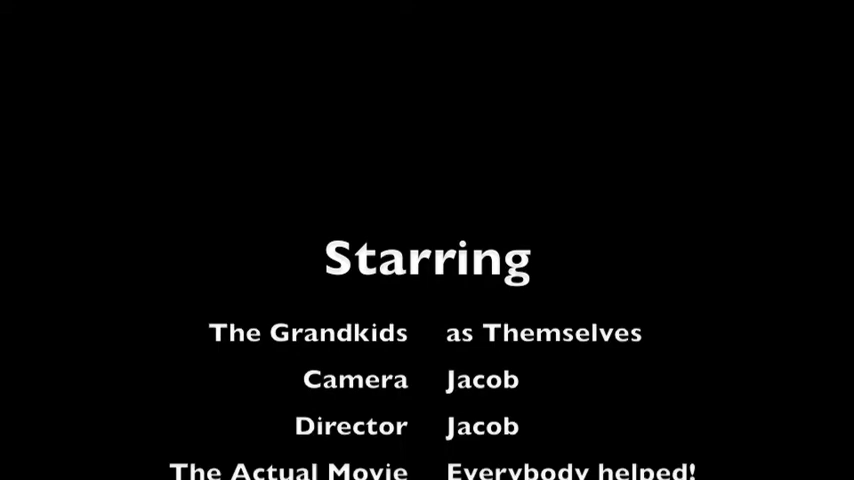 Starring
The Grandkids as Themselves
Camera Jacob
Director Jacob
The Actual Movie Everybody helped!